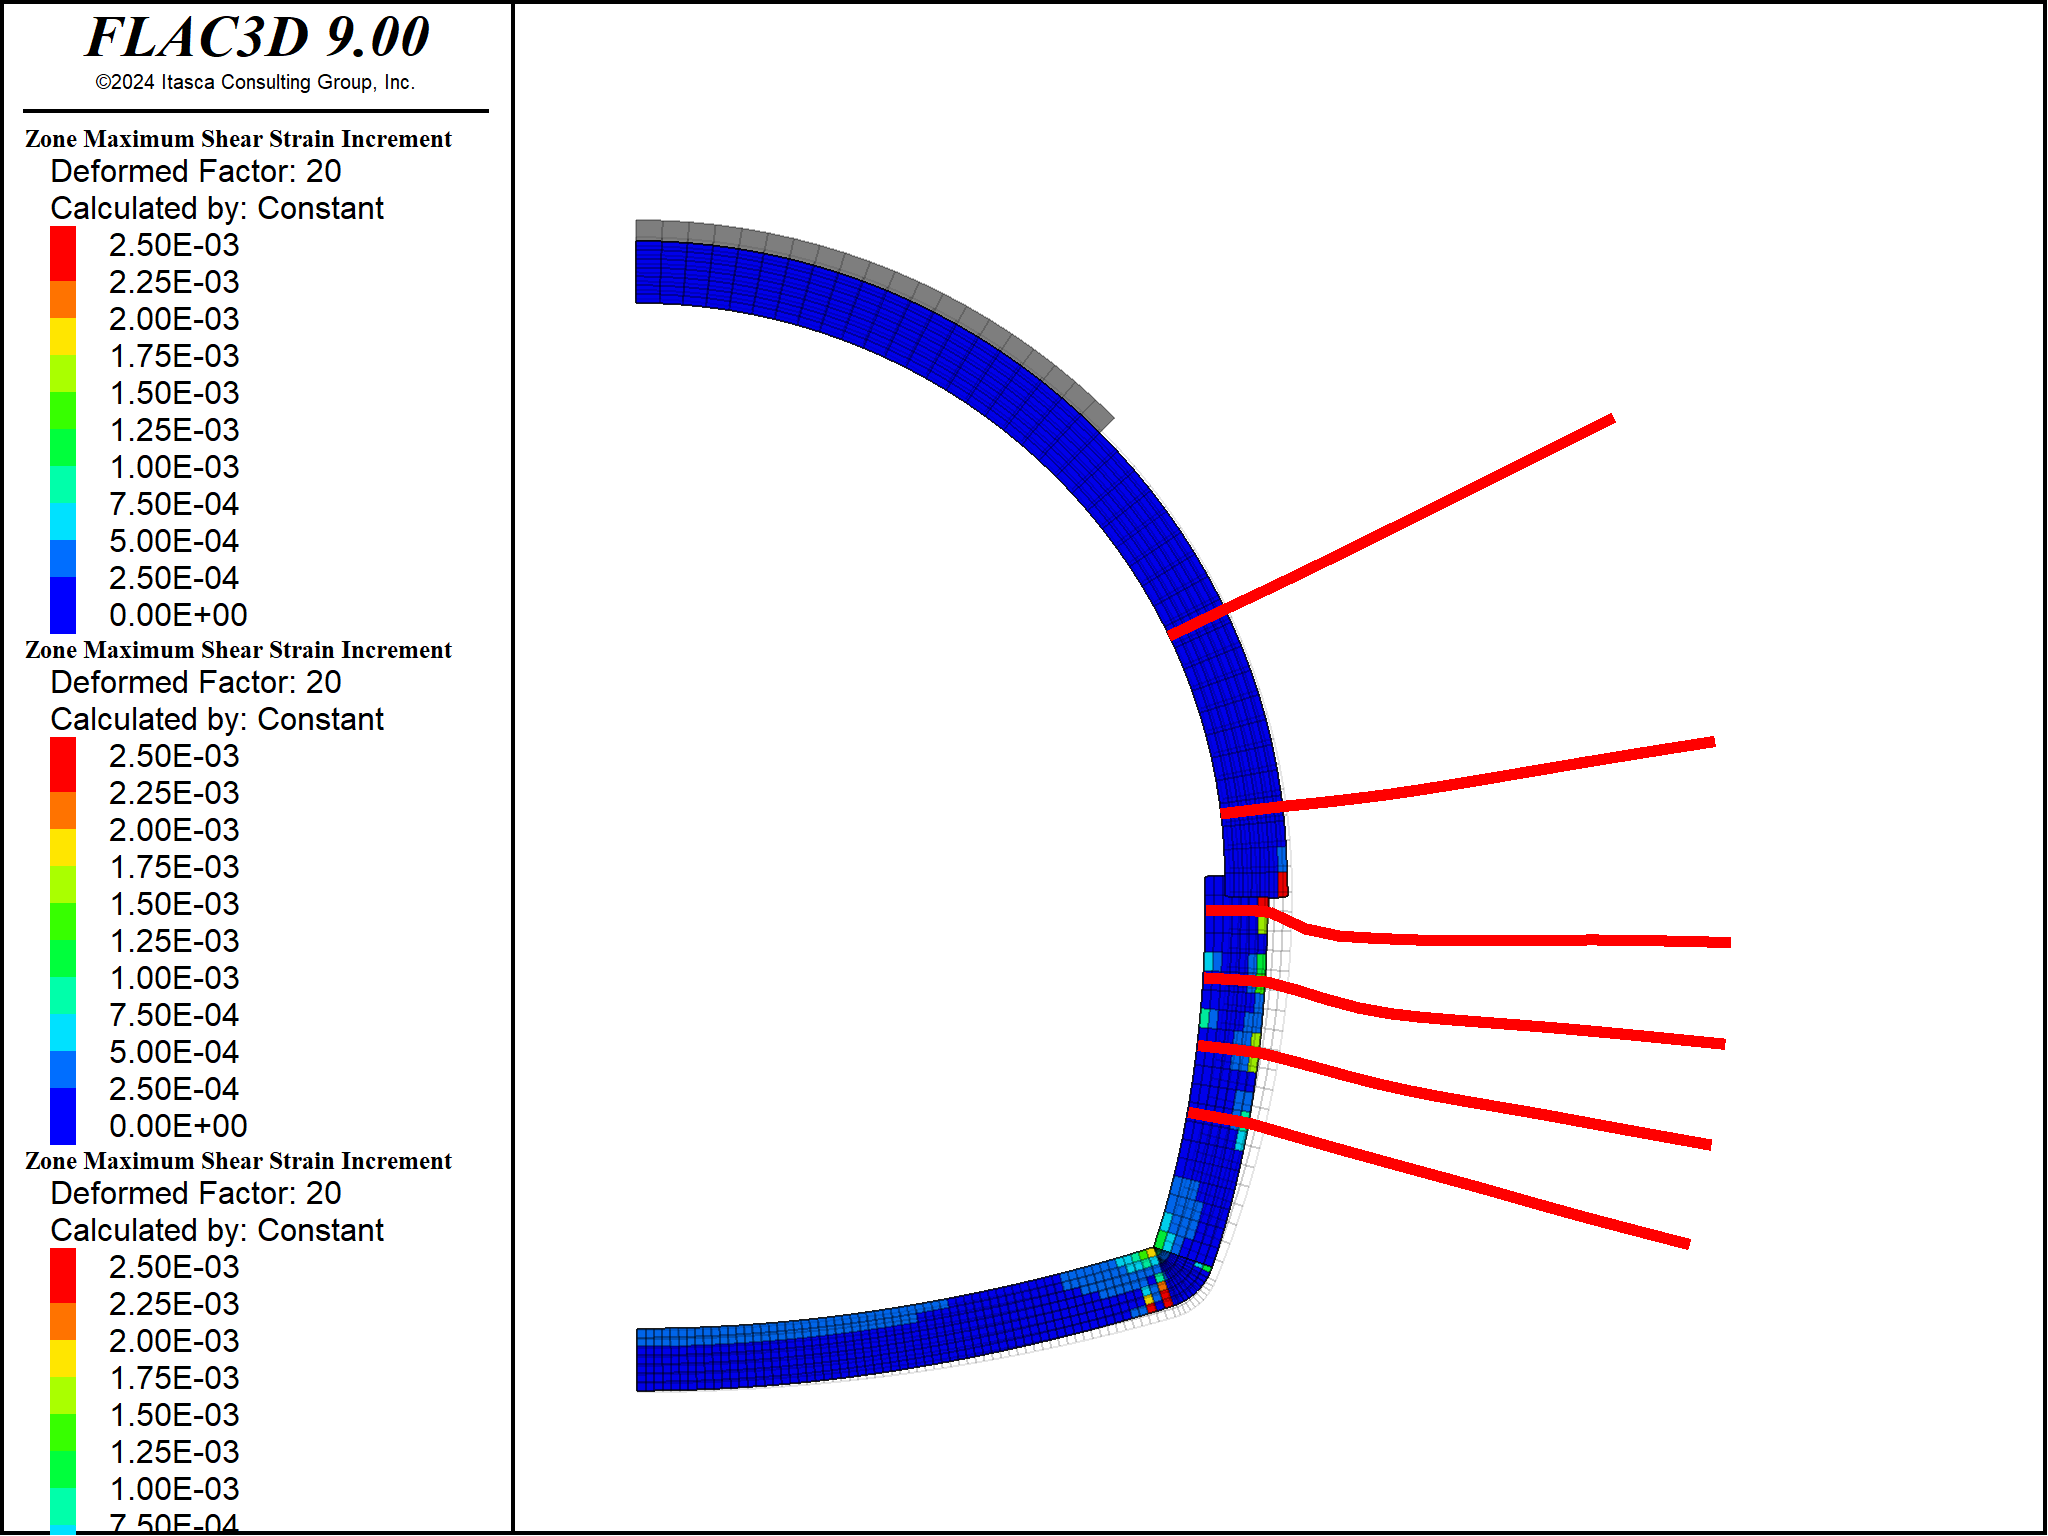 FLAC3D 9.00
©2024 Itasca Consulting Group, Inc.
Zone Maximum Shear Strain Increment
Deformed Factor: 20
Calculated by: Constant
2.50E-03
2.25E-03
2.00E-03
1.75E-03
1.50E-03
1.25E-03
1.00E-03
7.50E-04
5.00E-04
2.50E-04
0.00E+00
Zone Maximum Shear Strain Increment
Deformed Factor: 20
Calculated by: Constant
2.50E-03
2.25E-03
2.00E-03
1.75E-03
1.50E-03
1.25E-03
1.00E-03
7.50E-04
5.00E-04
2.50E-04
0.00E+00
Zone Maximum Shear Strain Increment
Deformed Factor: 20
Calculated by: Constant
2.50E-03
2.25E-03
2.00E-03
1.75E-03
1.50E-03
1.25E-03
1.00E-03
7.50E-04